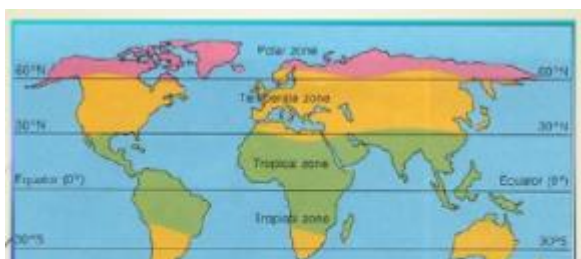 Polar zone
60°N 60°N
Temperate zone
30°N 30°N
Tropical zone
Equator (0°) Equator (0°)
Tropical zone
30°S 30°S